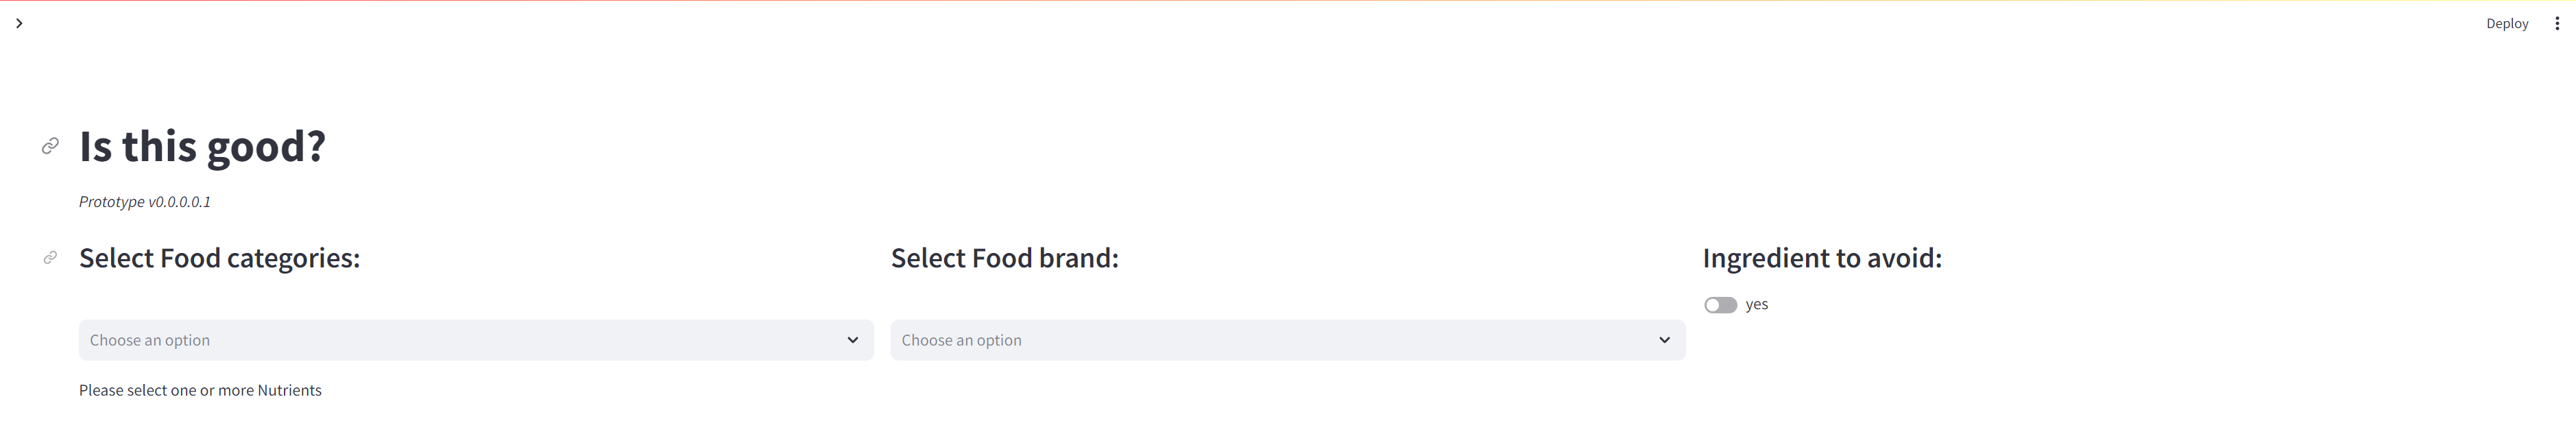 Deploy
Is this good?
Prototype v0.0.0.0.1
Select Food categories:
Select Food brand:
Ingredient to avoid:
yes
Choose an option
Choose an option
Please select one or more Nutrients